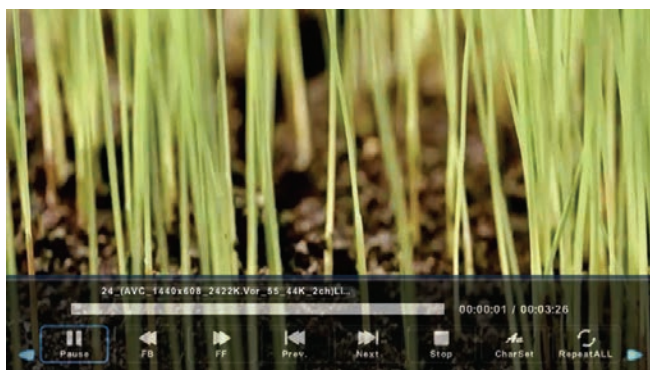 24_(AVC_1440x608_2422K.Vor_55_44K_2ch)LI...
00:00:01 / 00:03:26
Pause FB FF Prev. Next Stop CharSet RepeatALL